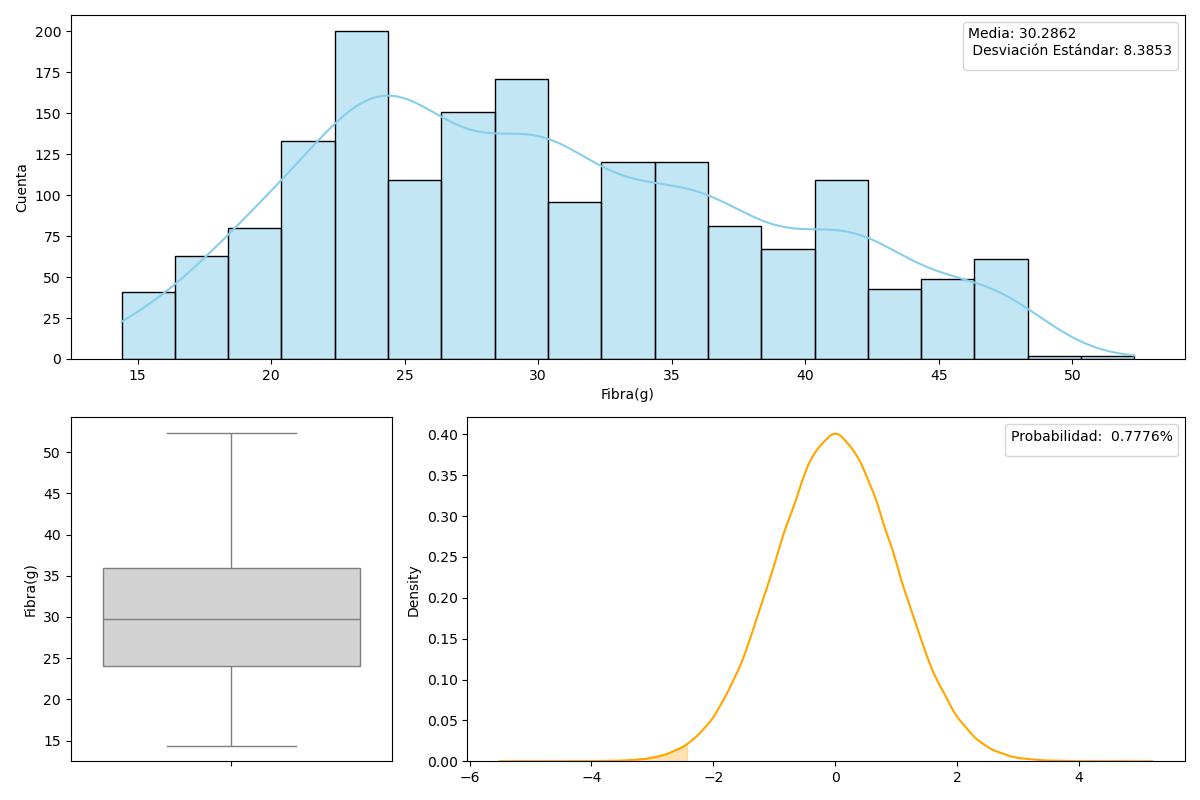 Media: 30.2862
Desviación Estándar: 8.3853
Cuenta
200
175
150
125
100
75
50
25
0
15 20 25 30 35 40 45 50
Fibra(g)
Fibra(g)
50
45
40
35
30
25
20
15
Probabilidad: 0.7776%
Density
0.40
0.35
0.30
0.25
0.20
0.15
0.10
0.05
0.00
−6 −4 −2 0 2 4